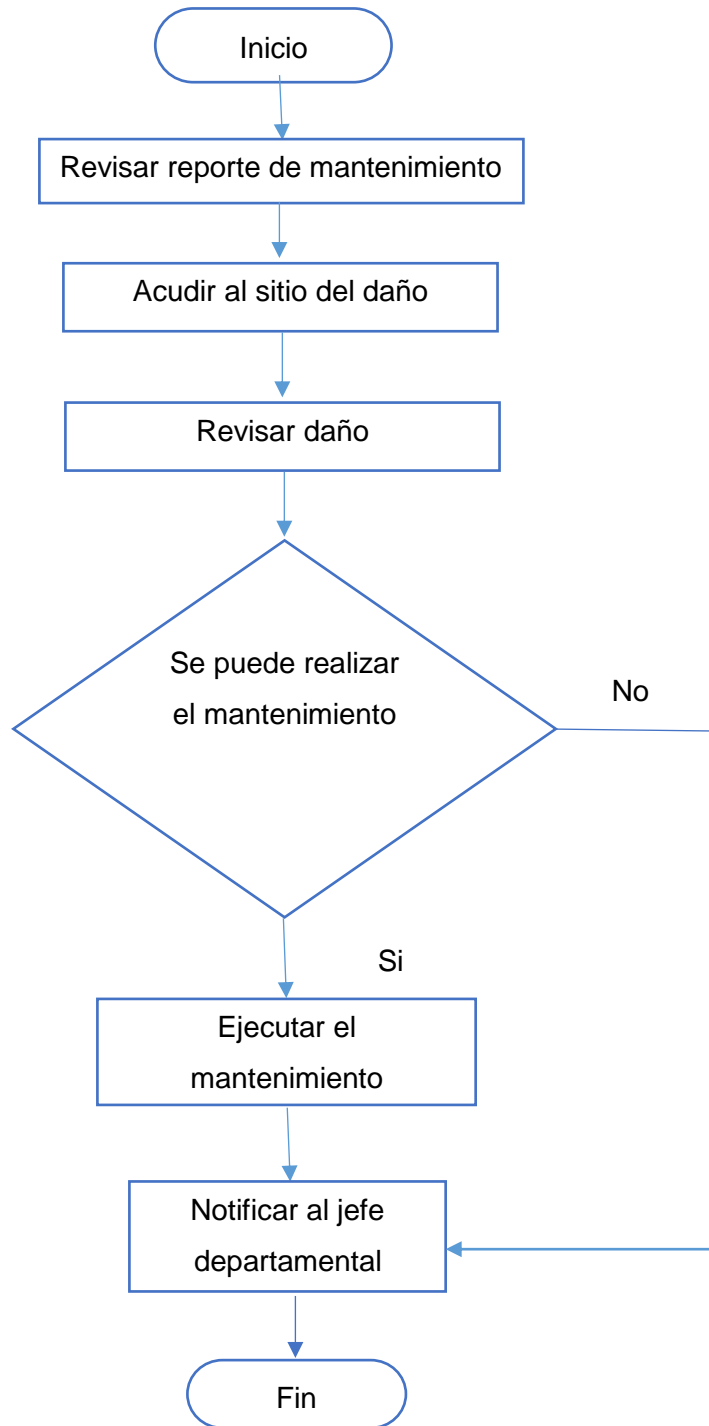 Inicio
Revisar reporte de mantenimiento
Acudir al sitio del daño
Revisar daño
Se puede realizar
el mantenimiento
No
Si
Ejecutar el
mantenimiento
Notificar al jefe
departamental
Fin